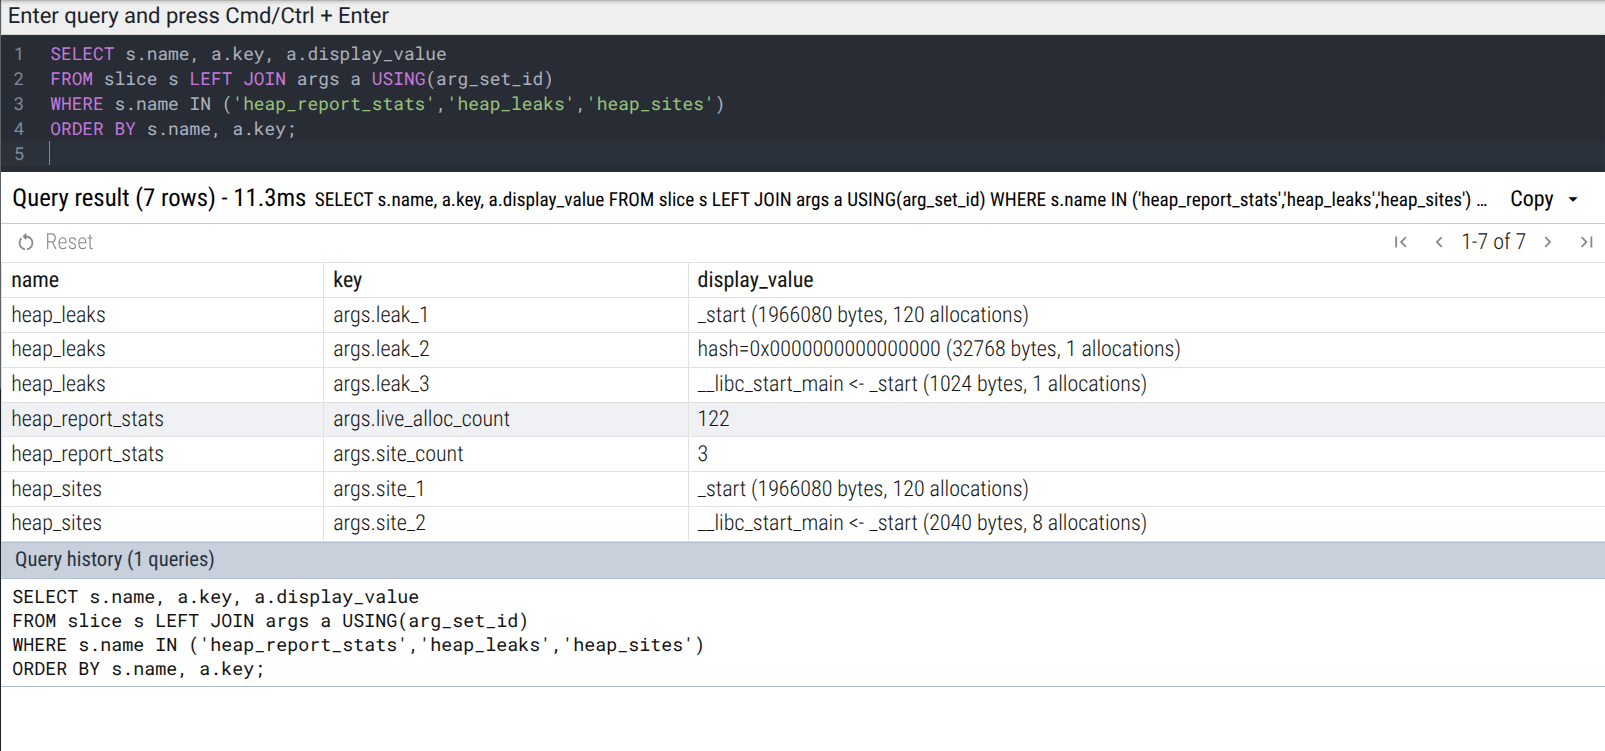 Enter query and press Cmd/Ctrl + Enter
1 SELECT s.name, a.key, a.display_value
2 FROM slice s LEFT JOIN args a USING(arg_set_id)
3 WHERE s.name IN ('heap_report_stats','heap_leaks','heap_sites')
4 ORDER BY s.name, a.key;
5
Query result (7 rows) - 11.3ms SELECT s.name, a.key, a.display_value FROM slice s LEFT JOIN args a USING(arg_set_id) WHERE s.name IN ('heap_report_stats','heap_leaks','heap_sites') ... Copy
Reset 1-7 of 7
name key display_value
heap_leaks args.leak_1 _start (1966080 bytes, 120 allocations)
heap_leaks args.leak_2 hash=0x0000000000000000 (32768 bytes, 1 allocations)
heap_leaks args.leak_3 __libc_start_main <- _start (1024 bytes, 1 allocations)
heap_report_stats args.live_alloc_count 122
heap_report_stats args.site_count 3
heap_sites args.site_1 _start (1966080 bytes, 120 allocations)
heap_sites args.site_2 __libc_start_main <- _start (2040 bytes, 8 allocations)
Query history (1 queries)
SELECT s.name, a.key, a.display_value
FROM slice s LEFT JOIN args a USING(arg_set_id)
WHERE s.name IN ('heap_report_stats','heap_leaks','heap_sites')
ORDER BY s.name, a.key;